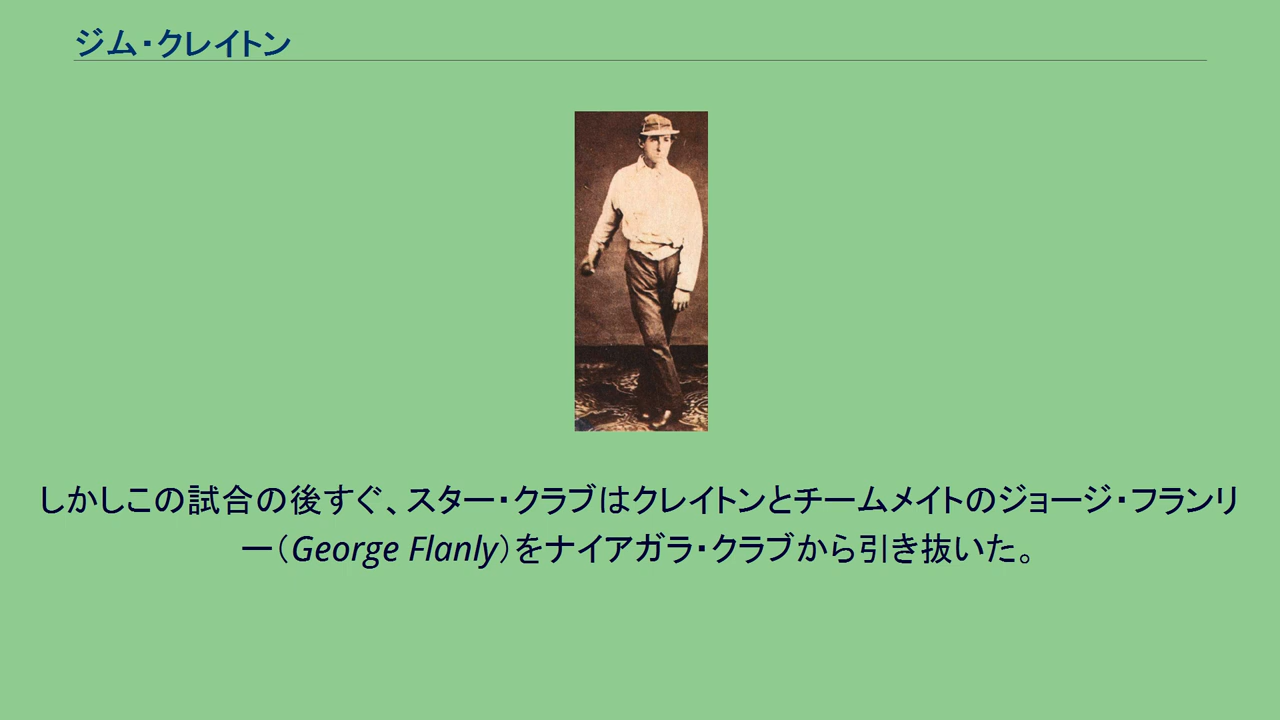 ジム・クレイトン
しかしこの試合の後すぐ、スター・クラブはクレイトンとチームメイトのジョージ・フランリ
ー（George Flanly）をナイアガラ・クラブから引き抜いた。